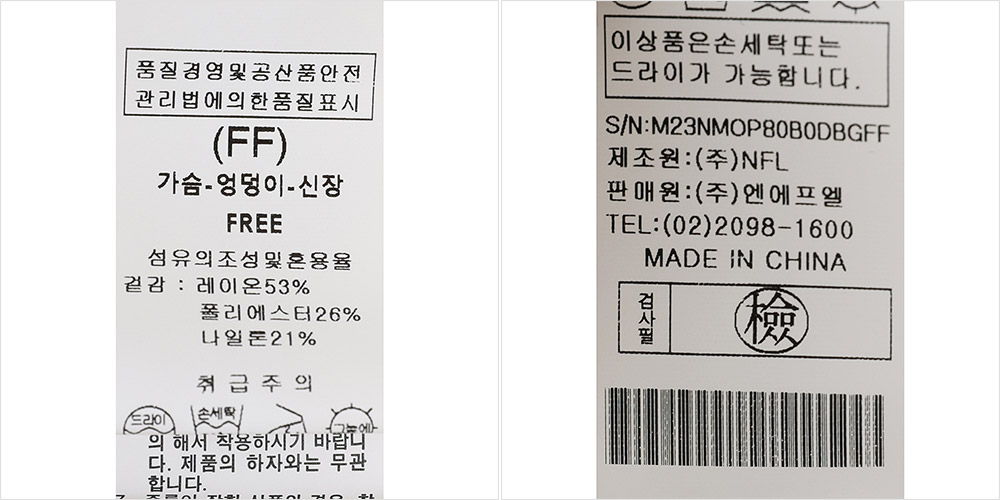 품질경영및공산품안전
관리법에의한품질표시
(FF)
가슴-엉덩이-신장
FREE
섬유의조성및혼용율
겉감 : 레이온53%
폴리에스터26%
나일론21%
취급주의
드라이 손세탁 그늘에
의 해서 착용하시기 바랍니
다. 제품의 하자와는 무관
합니다.
이상품은손세탁또는
드라이가 가능합니다.
S/N:M23NMOP80B0DBGFF
제조원:(주)NFL
판매원:(주)엔에프엘
TEL:(02)2098-1600
MADE IN CHINA
검사필 檢